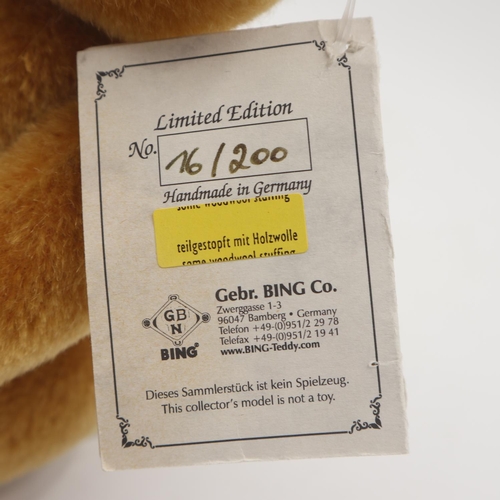 Limited Edition
No. 16/200
Handmade in Germany
some woodwool stuffing
teilgestopft mit Holzwolle
some woodwool stuffing
GBN
BING
Gebr. BING Co.
Zwerggasse 1-3
96047 Bamberg • Germany
Telefon +49-(0)951/2 29 78
Telefax +49-(0)951/2 19 41
www.BING-Teddy.com
Dieses Sammlerstück ist kein Spielzeug.
This collector's model is not a toy.